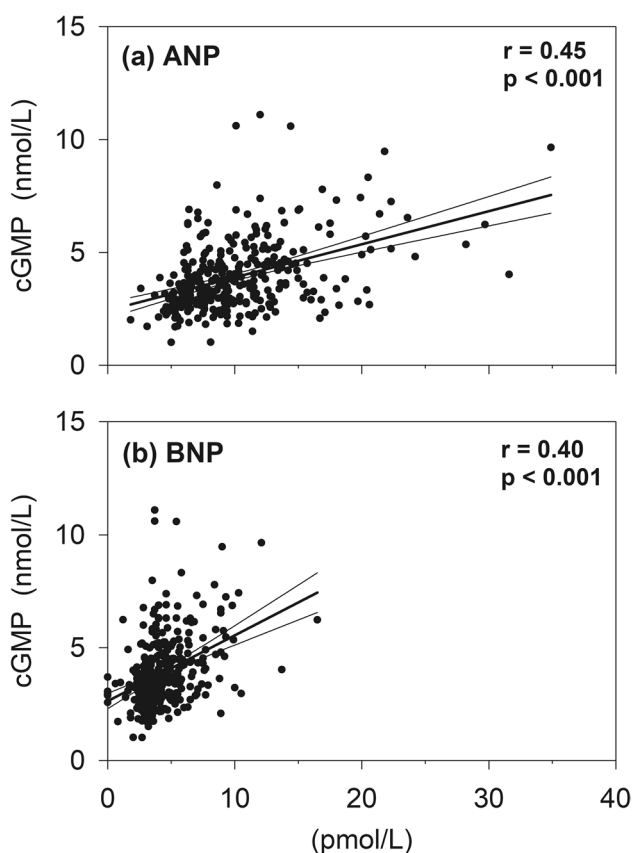 15
(a) ANP
r = 0.45
p < 0.001
10
cGMP (nmol/L)
5
0
15
(b) BNP
r = 0.40
p < 0.001
10
cGMP (nmol/L)
5
0
0 10 20 30 40
(pmol/L)